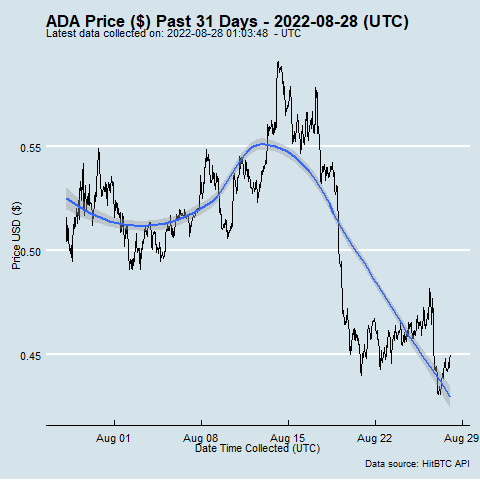 ADA Price ($) Past 31 Days - 2022-08-28 (UTC)
Latest data collected on: 2022-08-28 01:03:48 - UTC
0.55
0.50
0.45
Price USD ($)
Aug 01
Aug 08
Aug 15
Aug 22
Aug 29
Date Time Collected (UTC)
Data source: HitBTC API